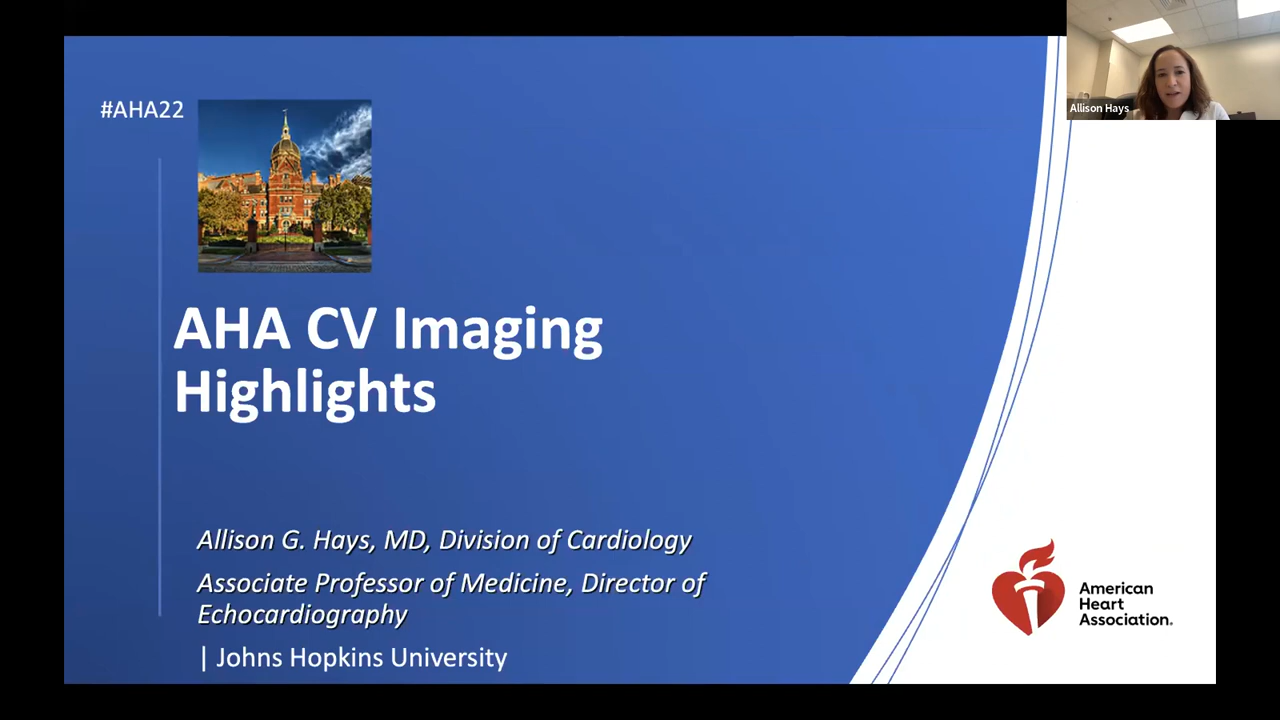 #AHA22
Allison Hays
AHA CV Imaging
Highlights
Allison G. Hays, MD, Division of Cardiology
Associate Professor of Medicine, Director of
Echocardiography
| Johns Hopkins University
American
Heart
Association®